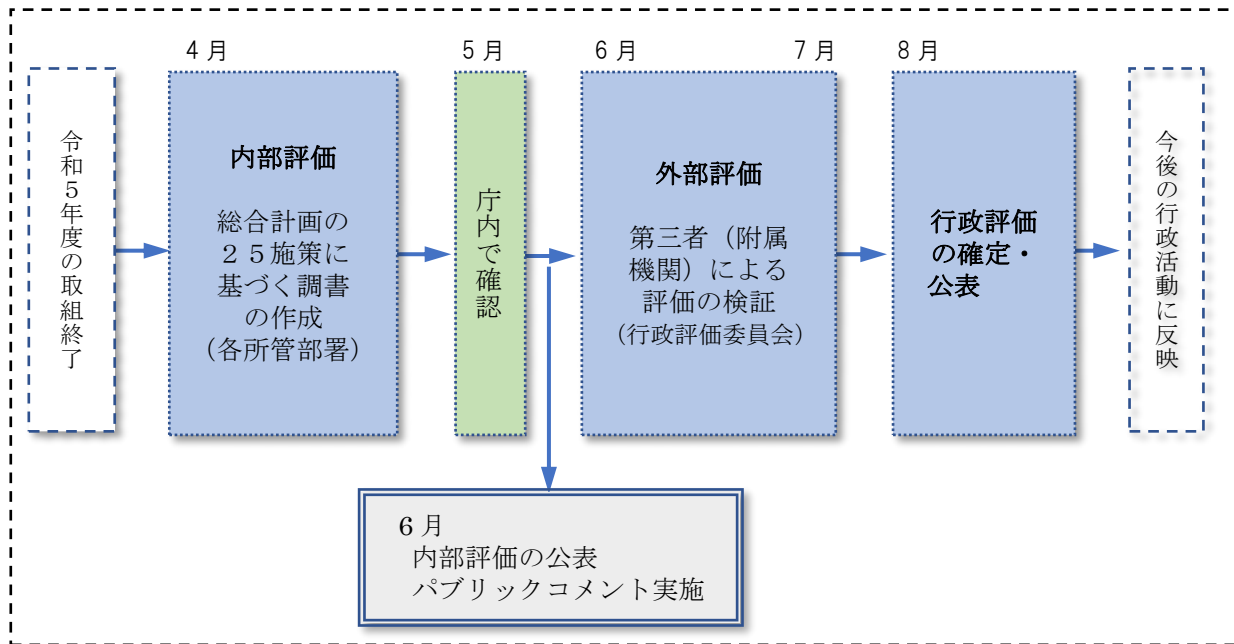 4月
5月
6月
7月
8月
令和5年度の取組終了
内部評価
総合計画の
２５施策に
基づく調書
の作成
（各所管部署）
庁内で確認
外部評価
第三者（附属
機関）による
評価の検証
（行政評価委員会）
行政評価
の確定・
公表
今後の行政活動に反映
6月
内部評価の公表
パブリックコメント実施